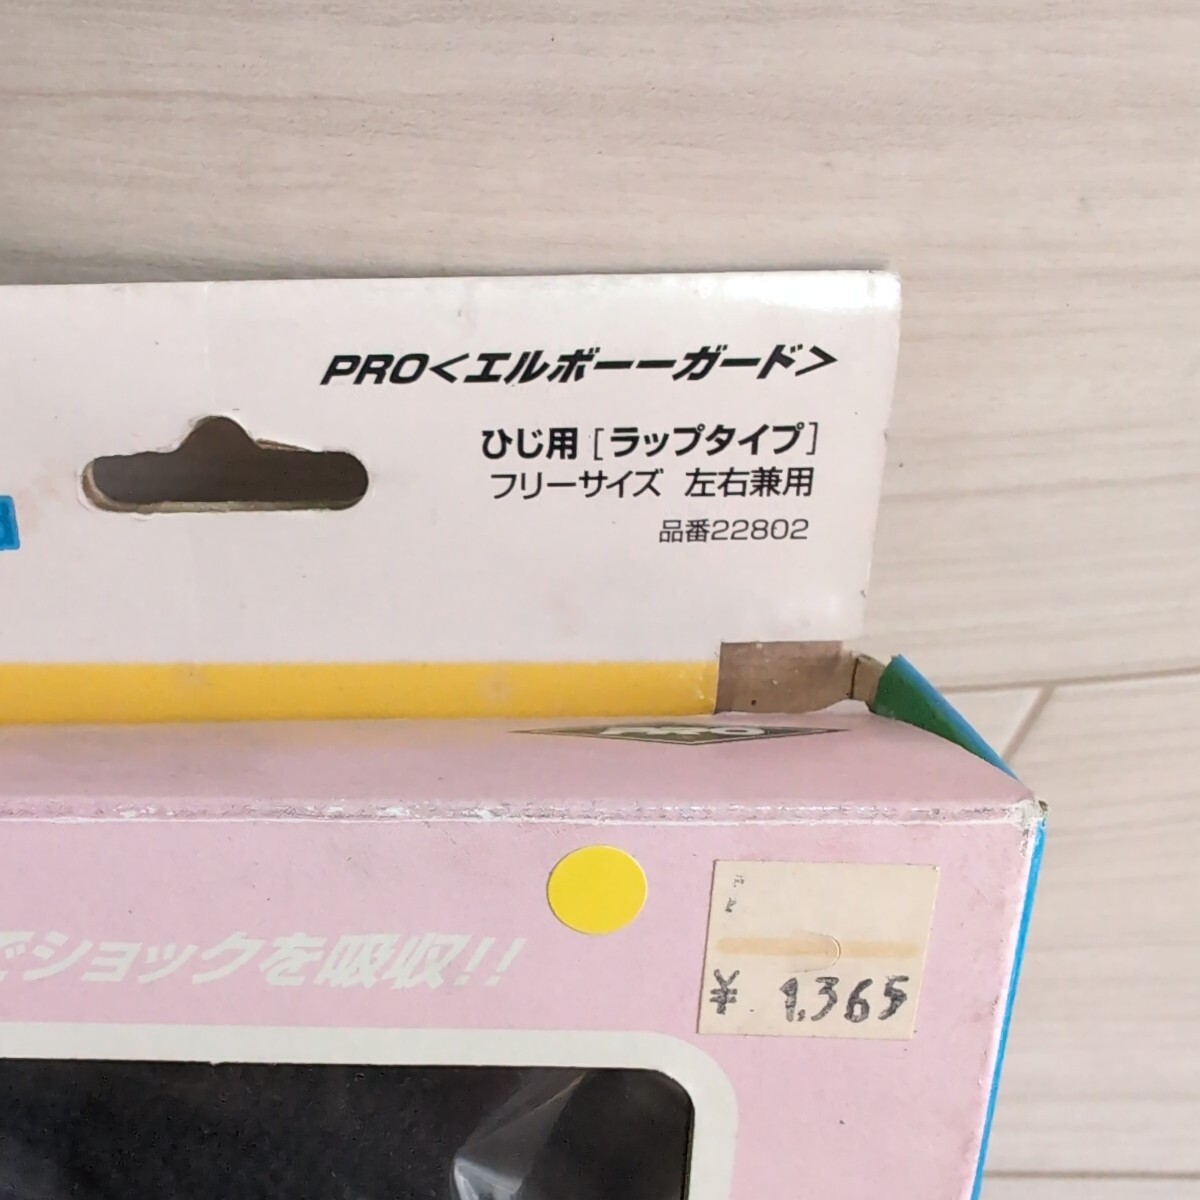 PRO<エルボーーガード>
ひじ用 [ラップタイプ]
フリーサイズ 左右兼用
品番22802
PRO
でショックを吸収!!
¥ 1,365